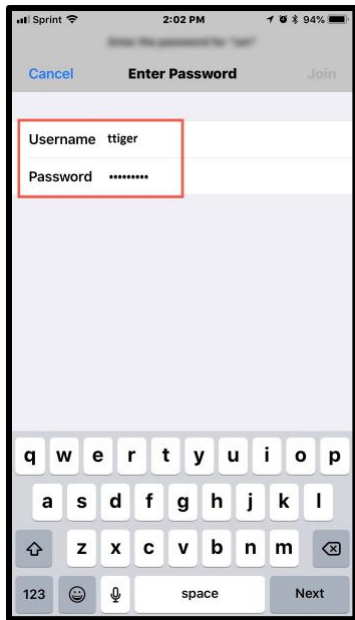 Sprint 2:02 PM 94%
Cancel Enter Password Join
Username ttiger
Password •••••••••
q w e r t y u i o p
a s d f g h j k l
z x c v b n m
123 space Next